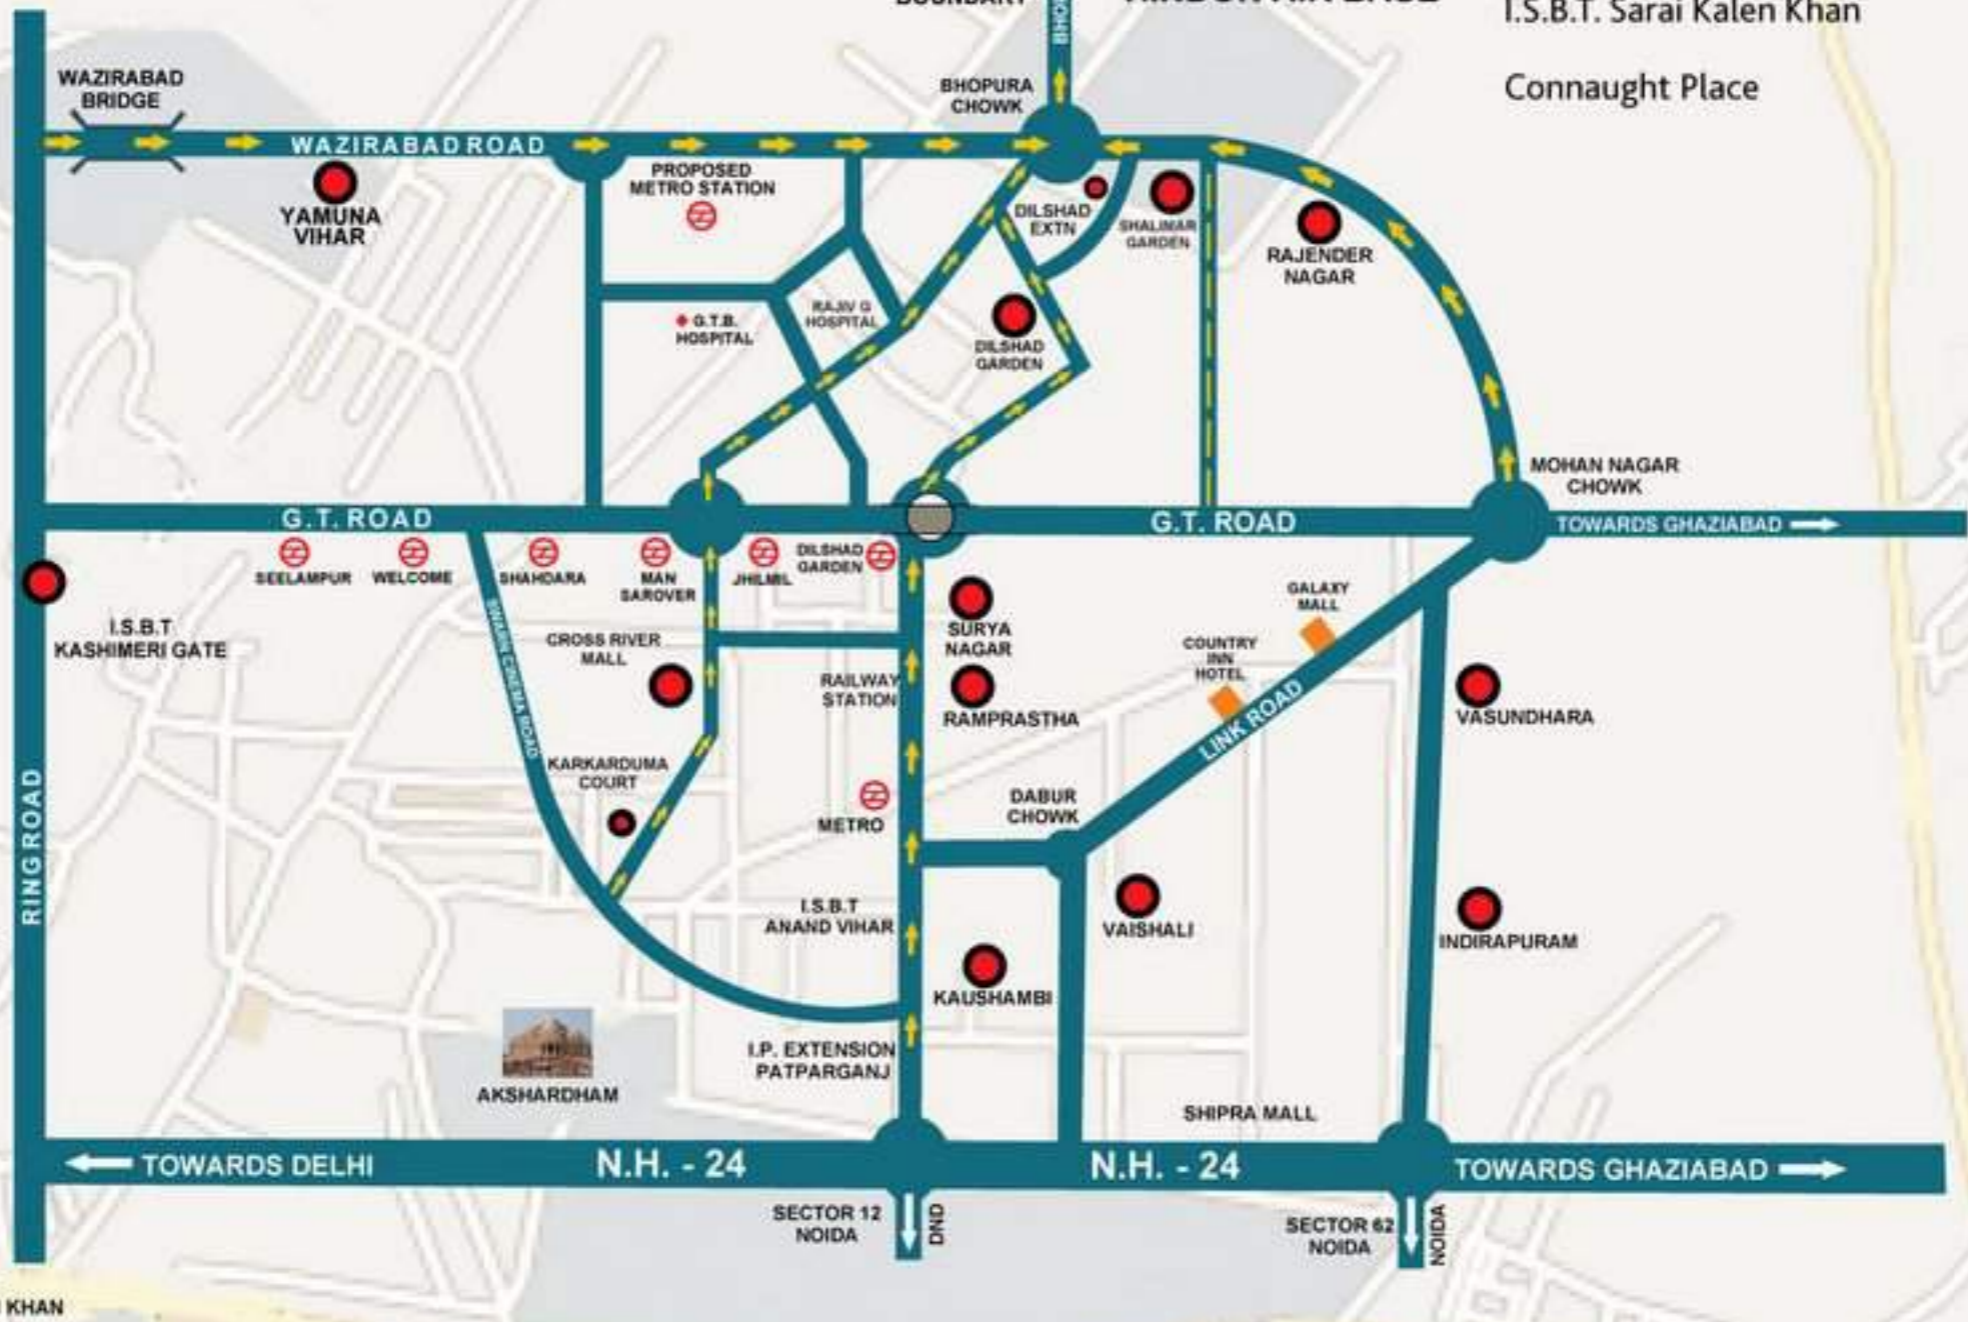 I.S.B.T. Sarai Kalen Khan
Connaught Place
WAZIRABAD
BRIDGE
BHOPURA
CHOWK
WAZIRABAD ROAD
PROPOSED
METRO STATION
YAMUNA
VIHAR
DILSHAD
EXTN
SHALIMAR
GARDEN
RAJENDER
NAGAR
G.T.B.
HOSPITAL
RAJIV G
HOSPITAL
DILSHAD
GARDEN
MOHAN NAGAR
CHOWK
G.T. ROAD
G.T. ROAD
TOWARDS GHAZIABAD
SEELAMPUR
WELCOME
SHAHDARA
MAN
SAROVER
JHILMIL
DILSHAD
GARDEN
I.S.B.T
KASHIMERI GATE
SWARN CINEMA ROAD
CROSS RIVER
MALL
SURYA
NAGAR
GALAXY
MALL
COUNTRY
INN
HOTEL
RAILWAY
STATION
RAMPRASTHA
LINK ROAD
VASUNDHARA
KARKARDUMA
COURT
METRO
DABUR
CHOWK
RING ROAD
I.S.B.T
ANAND VIHAR
VAISHALI
INDIRAPURAM
KAUSHAMBI
AKSHARDHAM
I.P. EXTENSION
PATPARGANJ
SHIPRA MALL
TOWARDS DELHI
N.H. - 24
N.H. - 24
TOWARDS GHAZIABAD
SECTOR 12
NOIDA
DND
SECTOR 62
NOIDA
NOIDA
KHAN